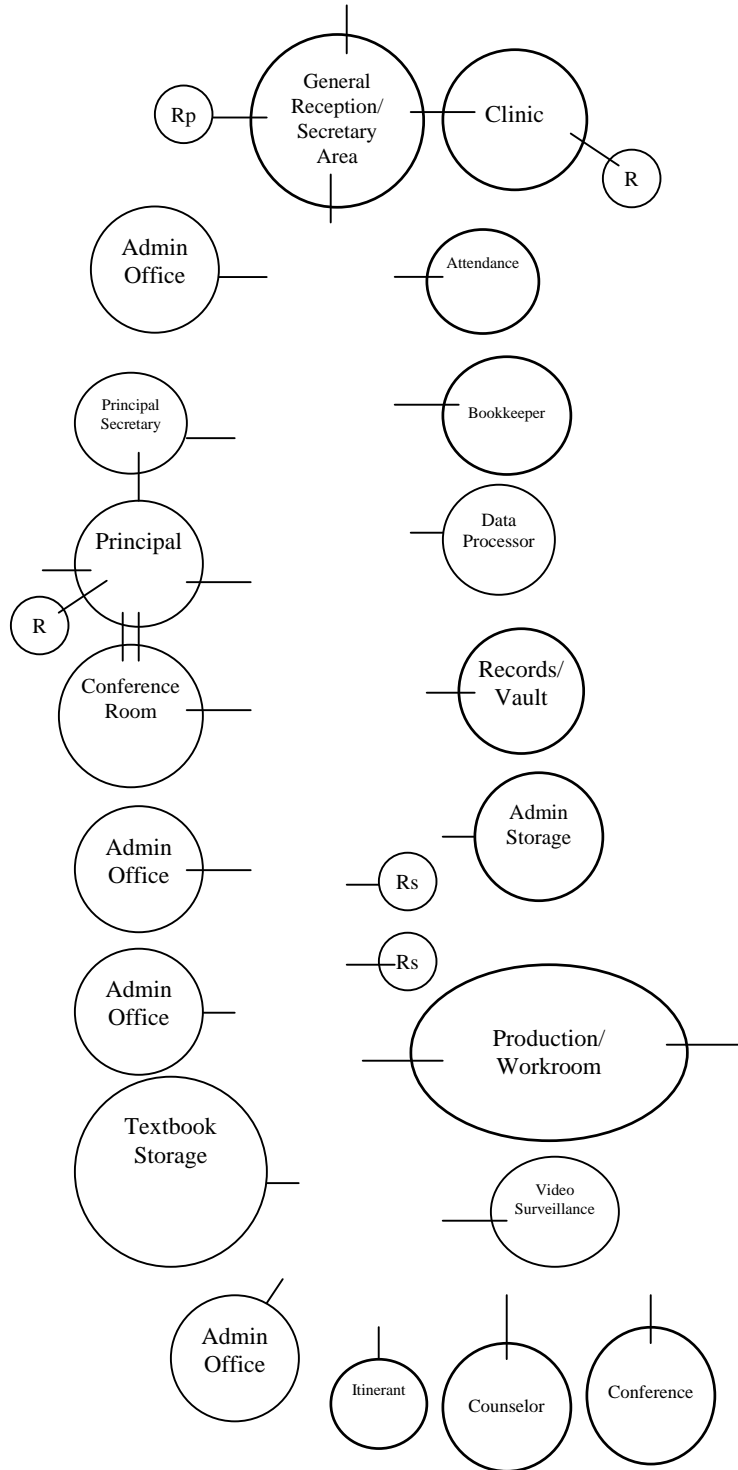 General
Reception/
Secretary
Area
Rp
Clinic
R
Admin
Office
Attendance
Principal
Secretary
Bookkeeper
Principal
Data
Processor
R
Conference
Room
Records/
Vault
Admin
Storage
Admin
Office
Rs
Rs
Admin
Office
Production/
Workroom
Textbook
Storage
Video
Surveillance
Admin
Office
Itinerant
Counselor
Conference